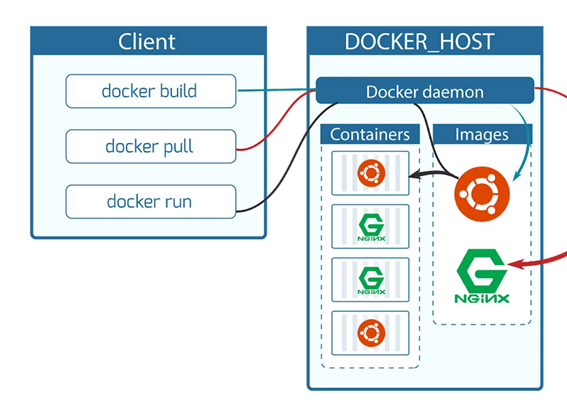 Client
docker build
docker pull
docker run
DOCKER_HOST
Docker daemon
Containers
Images
NGiNX
NGiNX
NGiNX